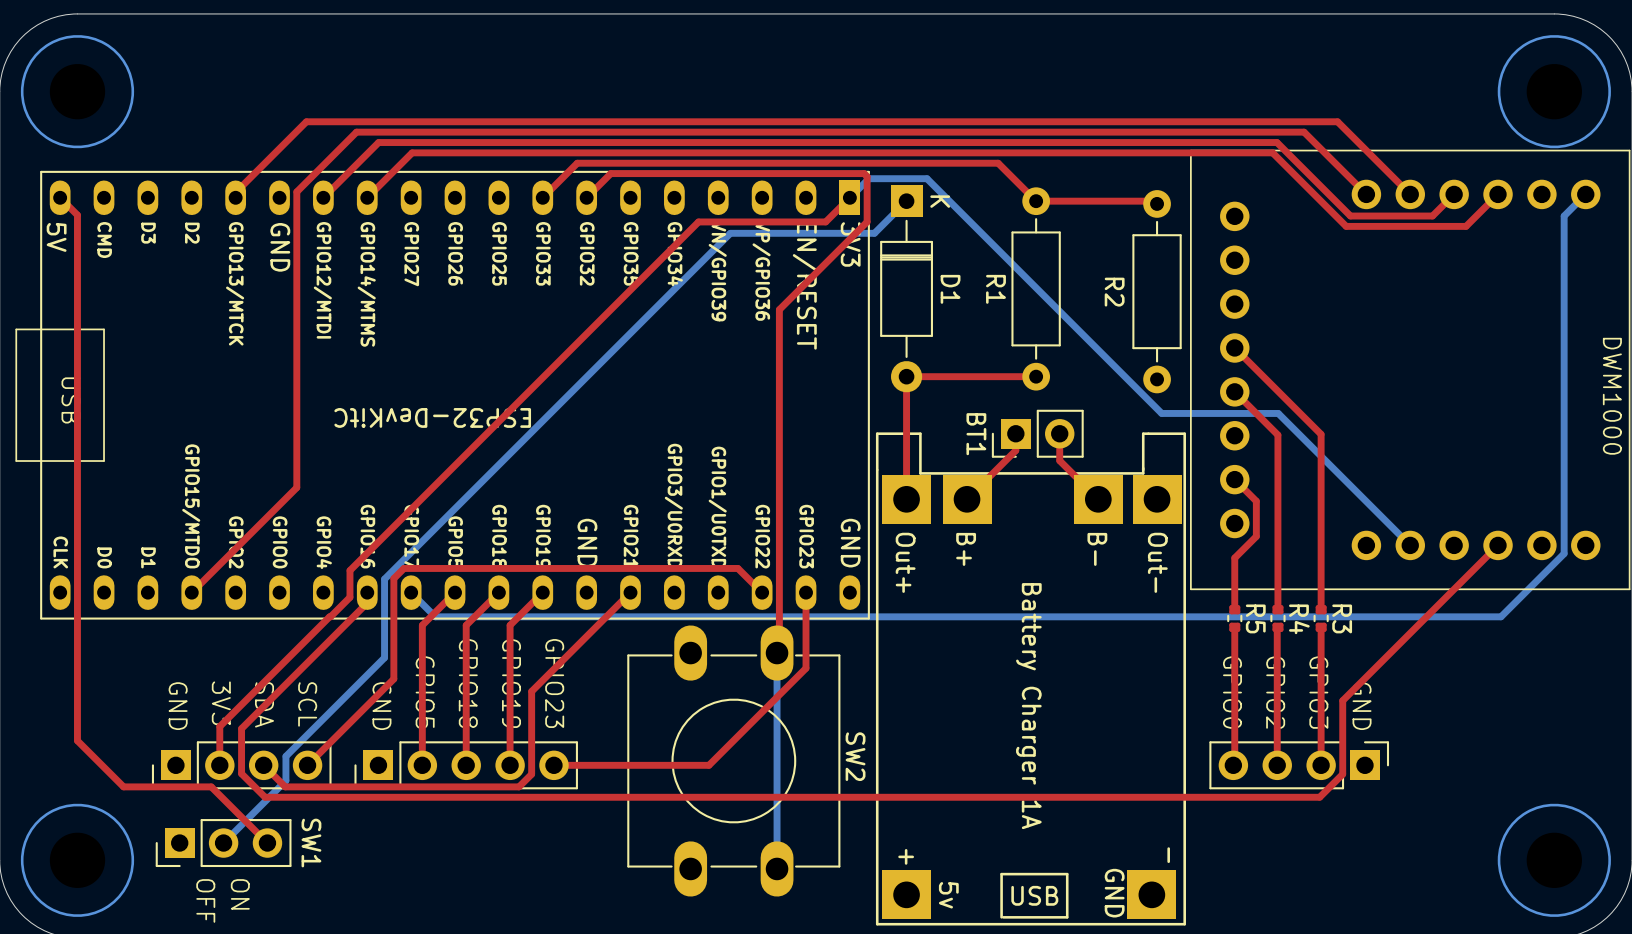 5V
CMD
D3
D2
GPIO13/MTCK
GND
GPIO12/MTDI
GPIO14/MTMS
GPIO27
GPIO26
GPIO25
GPIO33
GPIO32
GPIO35
GPIO34
VN/GPIO39
VP/GPIO36
EN/RESET
3V3
K
D1
R1
R2
USB
ESP32-DevKitC
BT1
DWM1000
CLK
D0
D1
GPIO15/MTDO
GPIO2
GPIO0
GPIO4
GPIO16
GPIO17
GPIO5
GPIO18
GPIO19
GND
GPIO21
GPIO3/U0RXD
GPIO1/U0TXD
GPIO22
GPIO23
GND
Out+
B+
B-
Out-
Battery Charger 1A
R5
R4
R3
GND
3V3
SDA
SCL
GND
GPIO5
GPIO18
GPIO19
GPIO23
GPIO0
GPIO2
GPIO3
GND
SW2
SW1
OFF
ON
+
5v
USB
GND
-